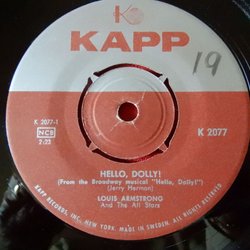 K
KAPP
19
K 2077-1
NCB
2:23
K 2077
HELLO, DOLLY!
(From the Broadway musical "Hello, Dolly!")
(Jerry Herman)
LOUIS ARMSTRONG
And The All Stars
KAPP RECORDS, INC., NEW YORK. MADE IN SWEDEN. ALL RIGHTS RESERVED